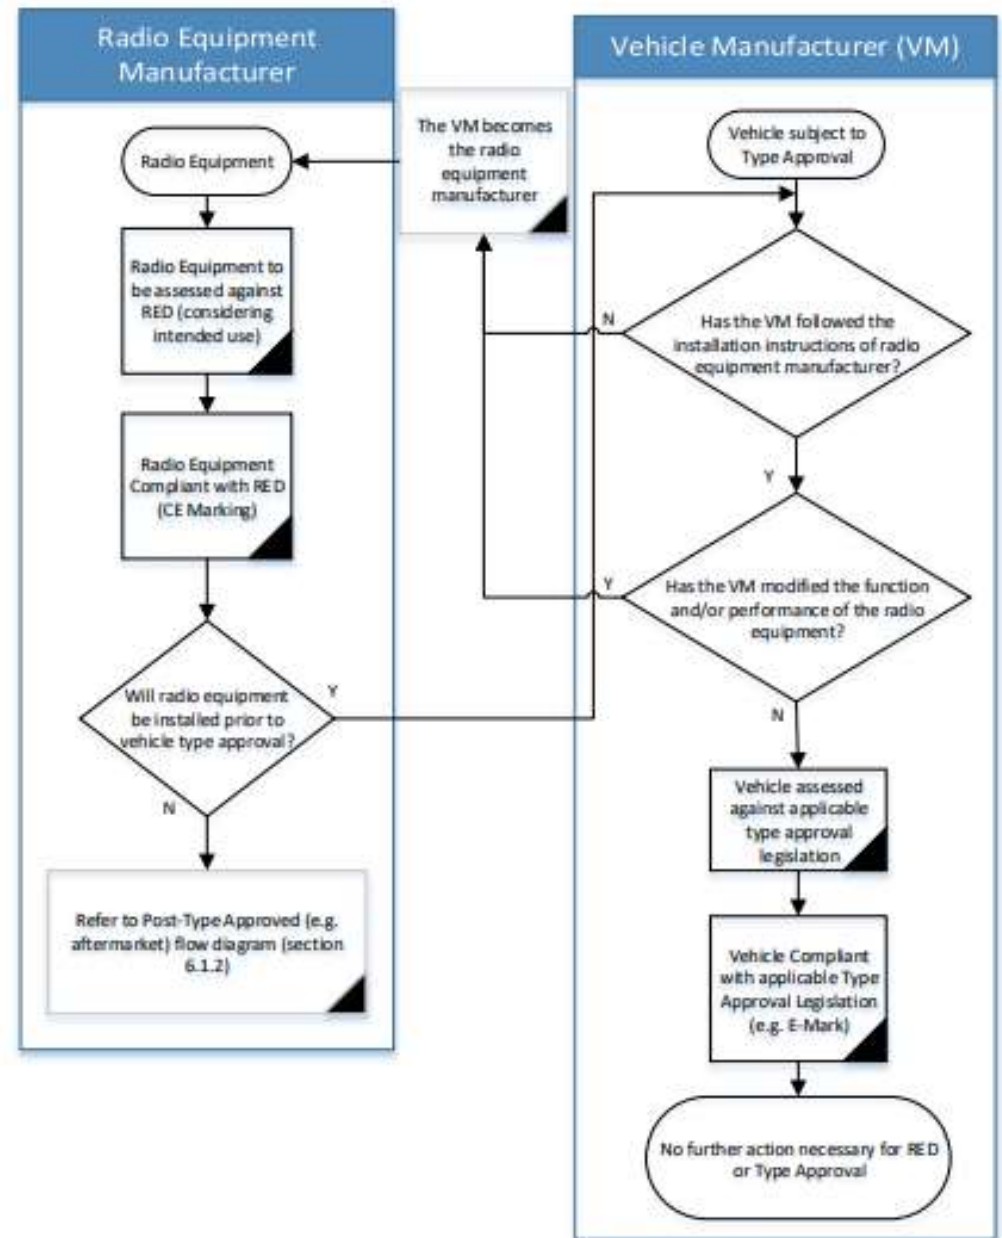 Radio Equipment
Manufacturer
Radio Equipment
Radio Equipment to
be assessed against
RED (considering
intended use)
Radio Equipment
Compliant with RED
(CE Marking)
Will radio equipment
be installed prior to
vehicle type approval?
Y
N
Refer to Post-Type Approved (e.g.
aftermarket) flow diagram (section
6.1.2)
The VM becomes
the radio
equipment
manufacturer
Vehicle Manufacturer (VM)
Vehicle subject to
Type Approval
Has the VM followed the
installation instructions of radio
equipment manufacturer?
N
Y
Has the VM modified the function
and/or performance of the radio
equipment?
Y
N
Vehicle assessed
against applicable
type approval
legislation
Vehicle Compliant
with applicable Type
Approval Legislation
(e.g. E-Mark)
No further action necessary for RED
or Type Approval